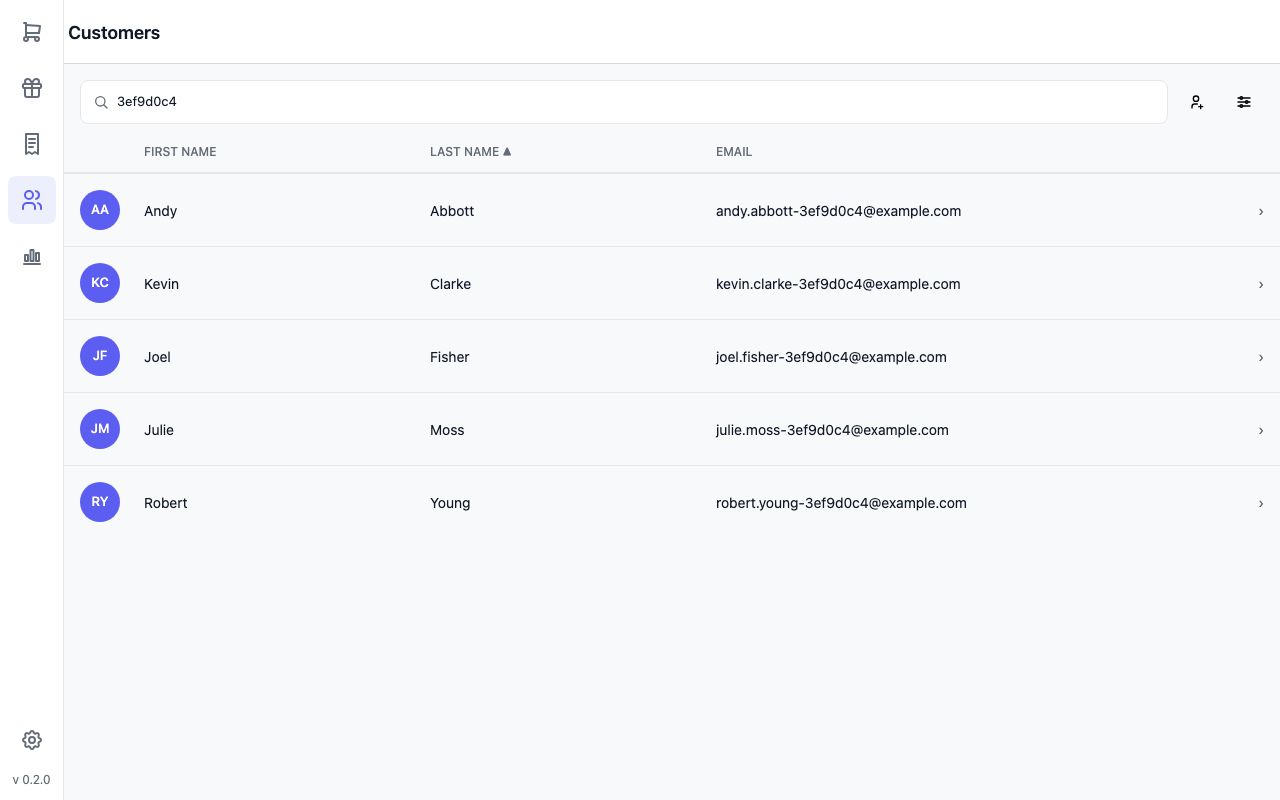 Customers
3ef9d0c4
FIRST NAME LAST NAME ▲ EMAIL
AA Andy Abbott andy.abbott-3ef9d0c4@example.com ›
KC Kevin Clarke kevin.clarke-3ef9d0c4@example.com ›
JF Joel Fisher joel.fisher-3ef9d0c4@example.com ›
JM Julie Moss julie.moss-3ef9d0c4@example.com ›
RY Robert Young robert.young-3ef9d0c4@example.com ›
v 0.2.0